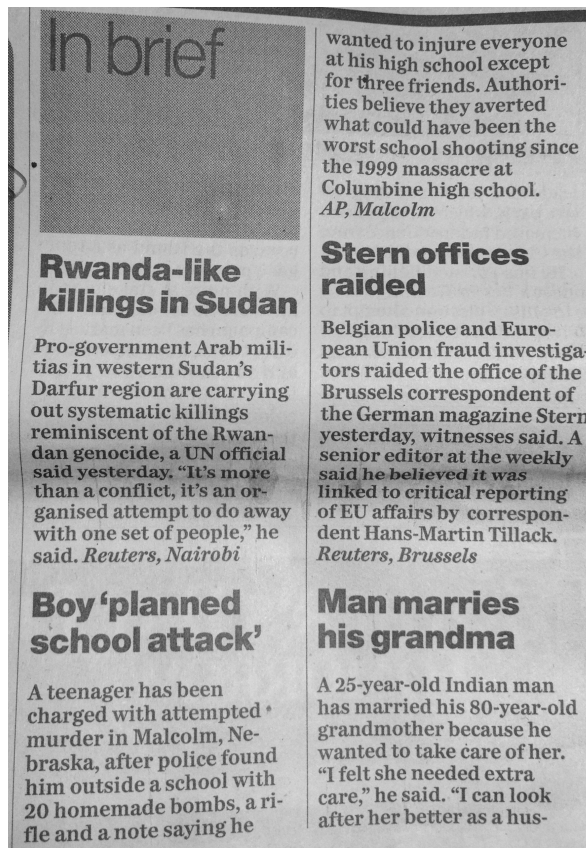 In brief
Rwanda-like
killings in Sudan
Pro-government Arab mili-
tias in western Sudan's
Darfur region are carrying
out systematic killings
reminiscent of the Rwan-
dan genocide, a UN official
said yesterday. "It's more
than a conflict, it's an or-
ganised attempt to do away
with one set of people," he
said. Reuters, Nairobi
Boy 'planned
school attack'
A teenager has been
charged with attempted
murder in Malcolm, Ne-
braska, after police found
him outside a school with
20 homemade bombs, a ri-
fle and a note saying he
wanted to injure everyone
at his high school except
for three friends. Authori-
ties believe they averted
what could have been the
worst school shooting since
the 1999 massacre at
Columbine high school.
AP, Malcolm
Stern offices
raided
Belgian police and Euro-
pean Union fraud investiga-
tors raided the office of the
Brussels correspondent of
the German magazine Stern
yesterday, witnesses said. A
senior editor at the weekly
said he believed it was
linked to critical reporting
of EU affairs by correspon-
dent Hans-Martin Tillack.
Reuters, Brussels
Man marries
his grandma
A 25-year-old Indian man
has married his 80-year-old
grandmother because he
wanted to take care of her.
"I felt she needed extra
care," he said. "I can look
after her better as a hus-